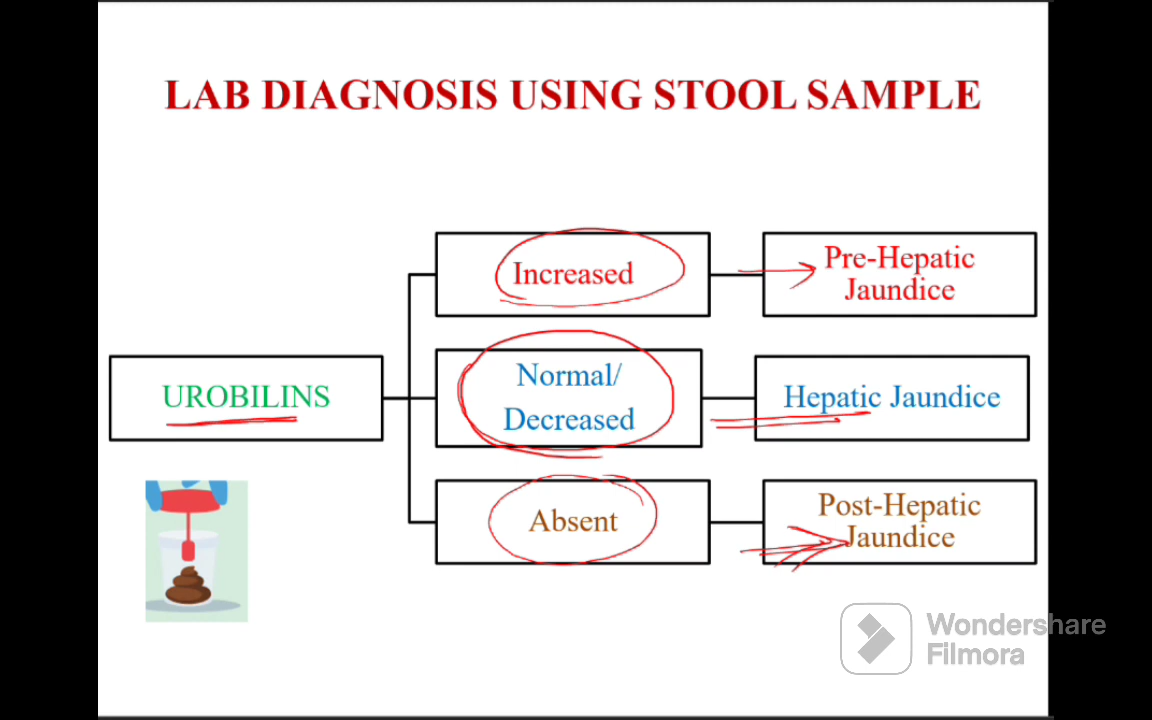 LAB DIAGNOSIS USING STOOL SAMPLE
Increased
Pre-Hepatic
Jaundice
UROBILINS
Normal/
Decreased
Hepatic Jaundice
Absent
Post-Hepatic
Jaundice
Wondershare
Filmora